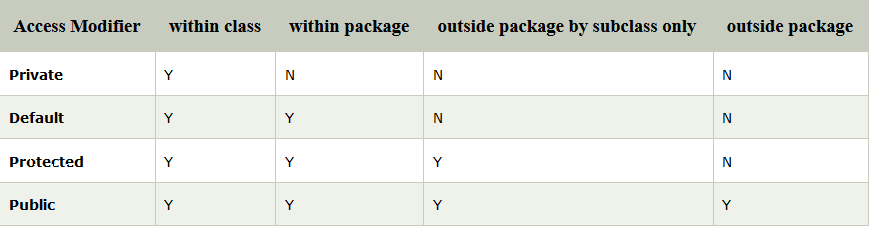 Access Modifier within class within package outside package by subclass only outside package
Private Y N N N
Default Y Y N N
Protected Y Y Y N
Public Y Y Y Y